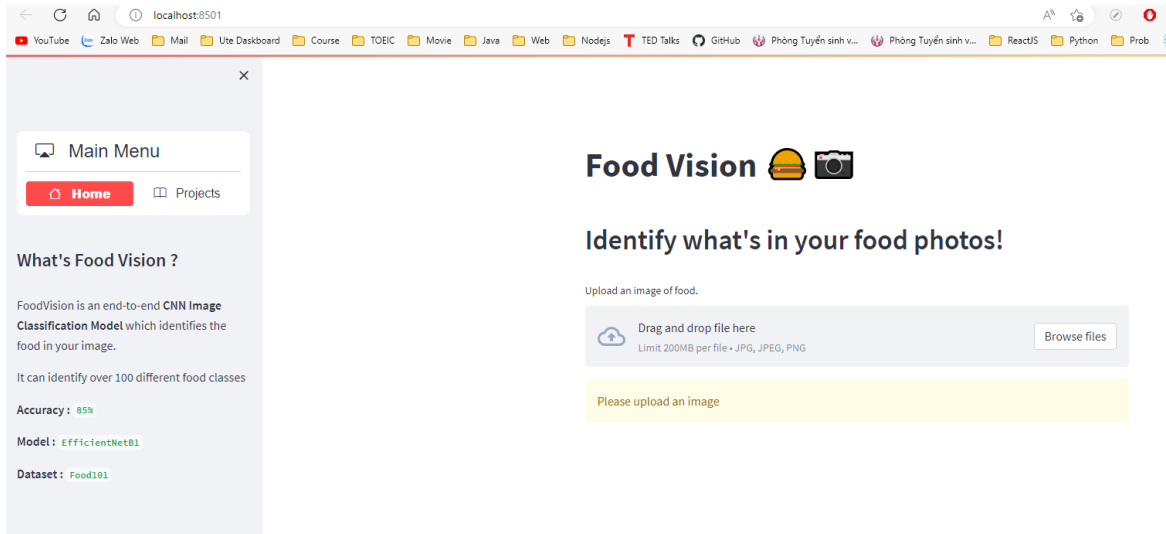 localhost:8501
YouTube Zalo Web Mail Ute Daskboard Course TOEIC Movie Java Web Nodejs TED Talks GitHub Phòng Tuyển sinh v... Phòng Tuyển sinh v... ReactJS Python Prob
Main Menu
Home Projects
What's Food Vision ?
FoodVision is an end-to-end CNN Image
Classification Model which identifies the
food in your image.
It can identify over 100 different food classes
Accuracy : 85%
Model : EfficientNetB1
Dataset : Food101
Food Vision 🍔📷
Identify what's in your food photos!
Upload an image of food.
Drag and drop file here
Limit 200MB per file • JPG, JPEG, PNG
Browse files
Please upload an image